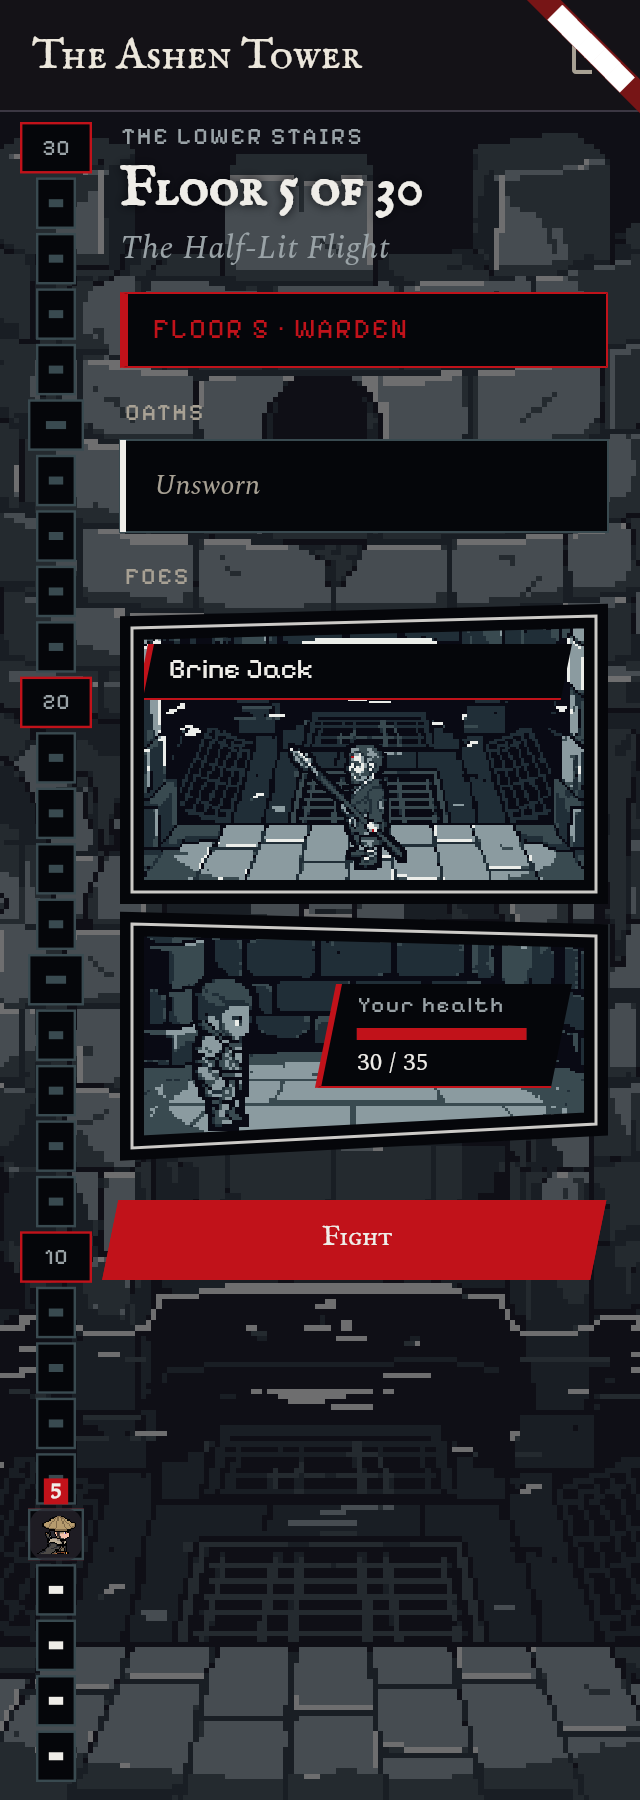 The Ashen Tower
30
THE LOWER STAIRS
Floor 5 of 30
The Half-Lit Flight
FLOOR 5 · WARDEN
OATHS
Unsworn
FOES
Brine Jack
20
Your health
30 / 35
Fight
10
5